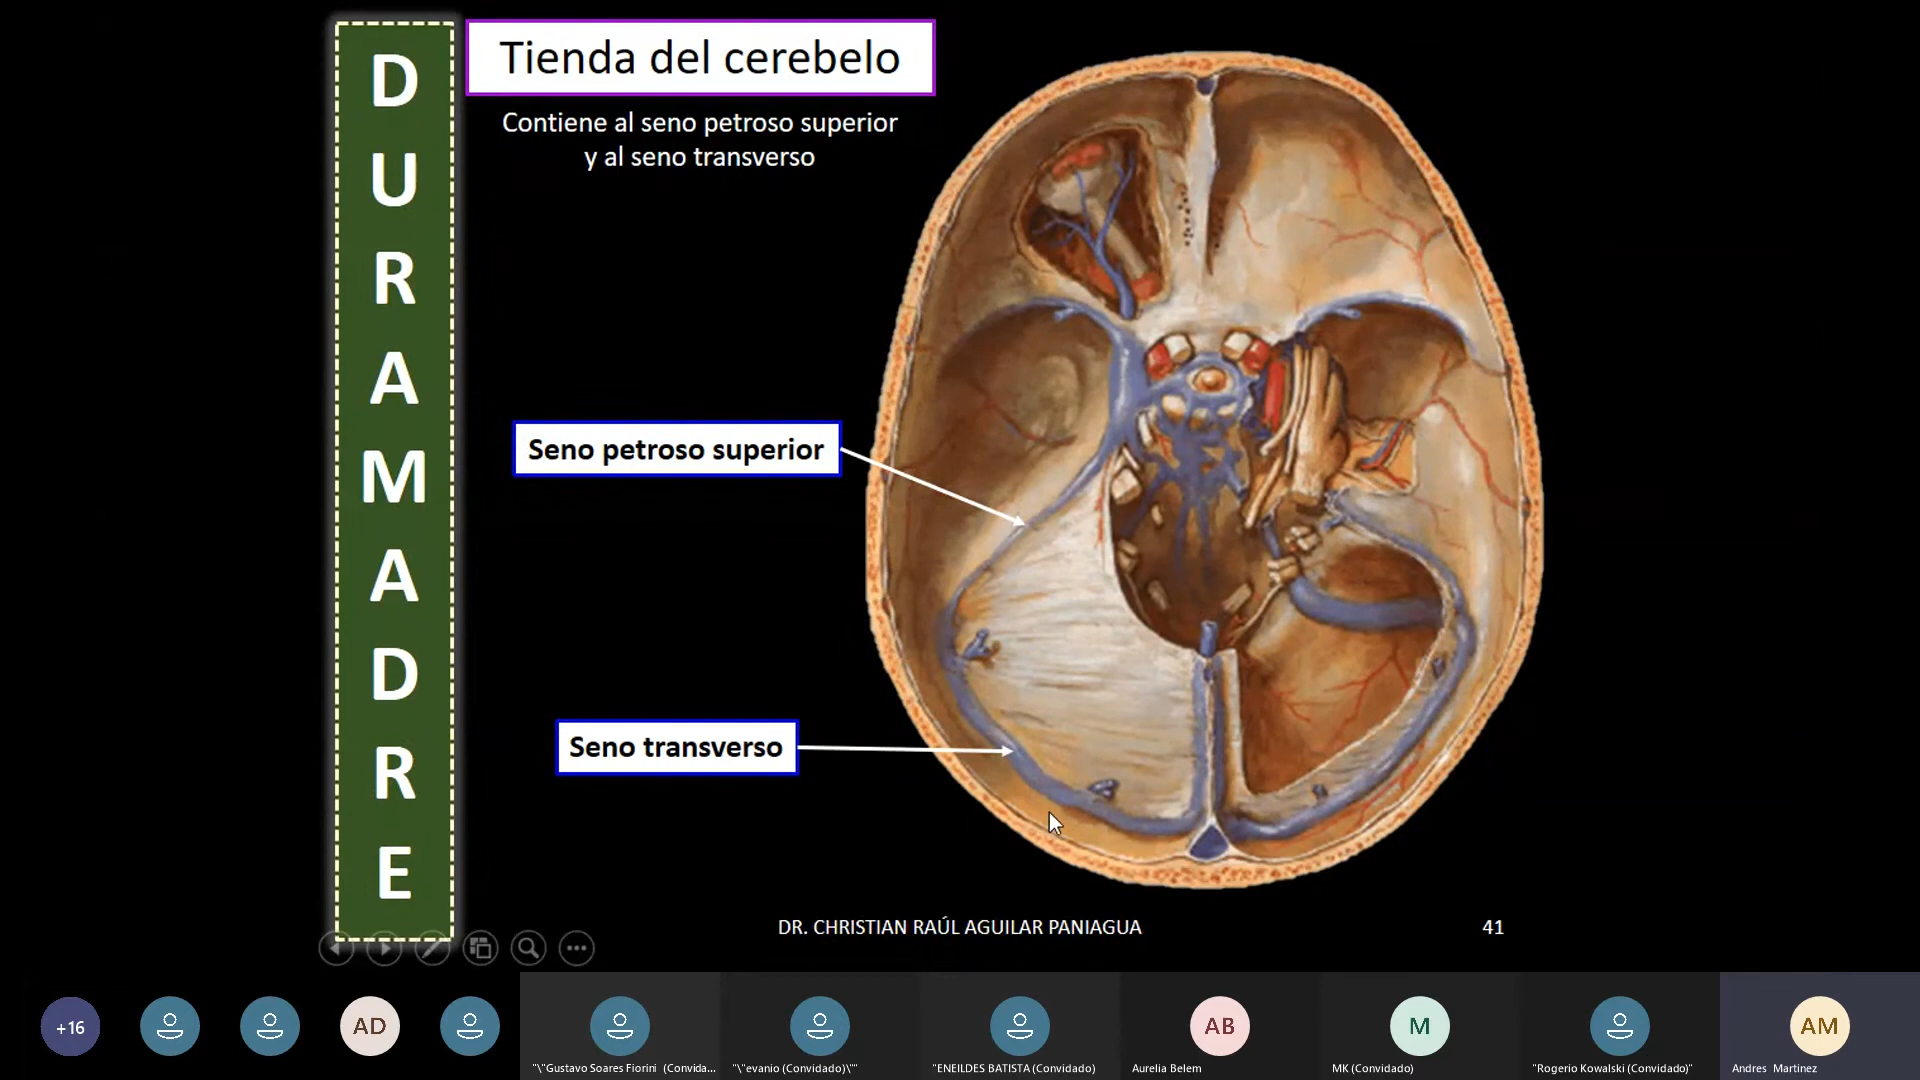 D
U
R
A
M
A
D
R
E
Tienda del cerebelo
Contiene al seno petroso superior
y al seno transverso
Seno petroso superior
Seno transverso
DR. CHRISTIAN RAÚL AGUILAR PANIAGUA
41
+16
AD
AB
M
AM
"\"Gustavo Soares Fiorini (Convida...
"\"evanio (Convidado)\""
"ENEILDES BATISTA (Convidado)
Aurelia Belem
MK (Convidado)
"Rogerio Kowalski (Convidado)"
Andres Martinez